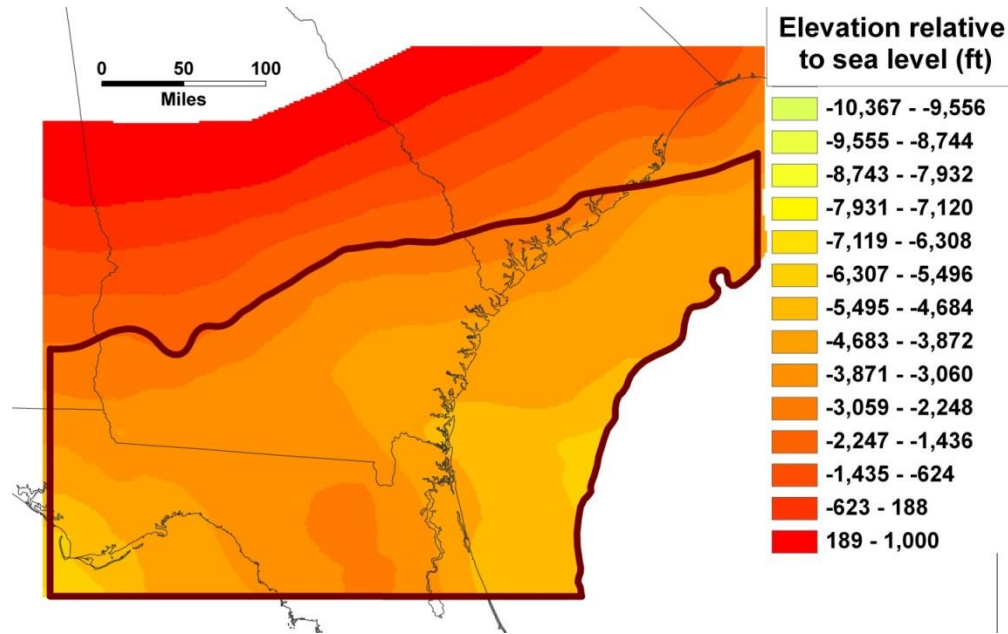 0 50 100
Miles
Elevation relative
to sea level (ft)
-10,367 - -9,556
-9,555 - -8,744
-8,743 - -7,932
-7,931 - -7,120
-7,119 - -6,308
-6,307 - -5,496
-5,495 - -4,684
-4,683 - -3,872
-3,871 - -3,060
-3,059 - -2,248
-2,247 - -1,436
-1,435 - -624
-623 - 188
189 - 1,000